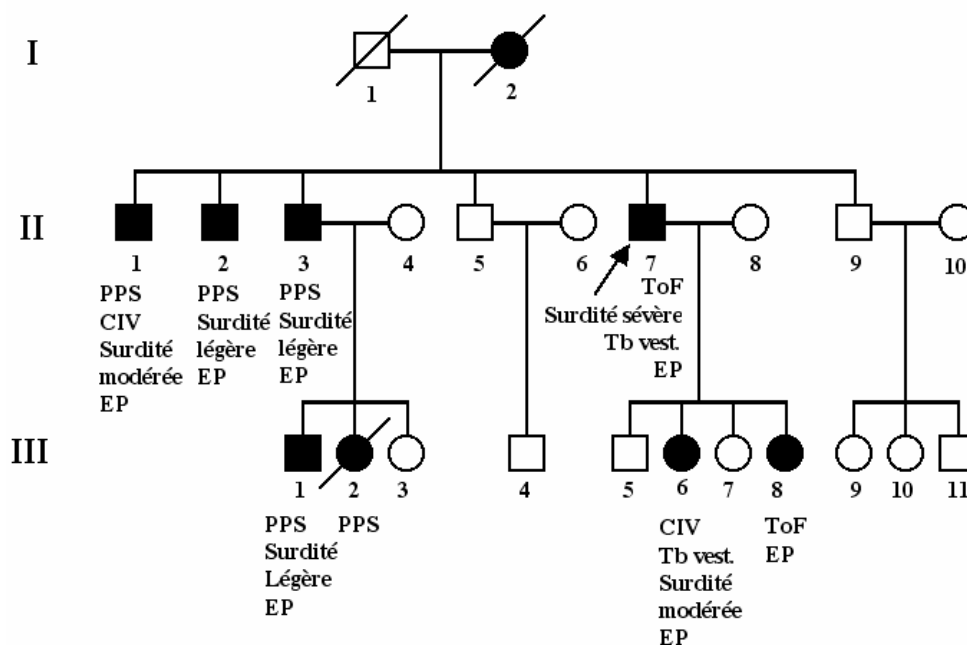 I
1 2
II
1 2 3 4 5 6 7 8 9 10
PPS
CIV
Surdité
modérée
EP
PPS
Surdité
légère
EP
PPS
Surdité
légère
EP
ToF
Surdité sévère
Tb vest.
EP
III
1 2 3 4 5 6 7 8 9 10 11
PPS
Surdité
Légère
EP
PPS
CIV
Tb vest.
Surdité
modérée
EP
ToF
EP